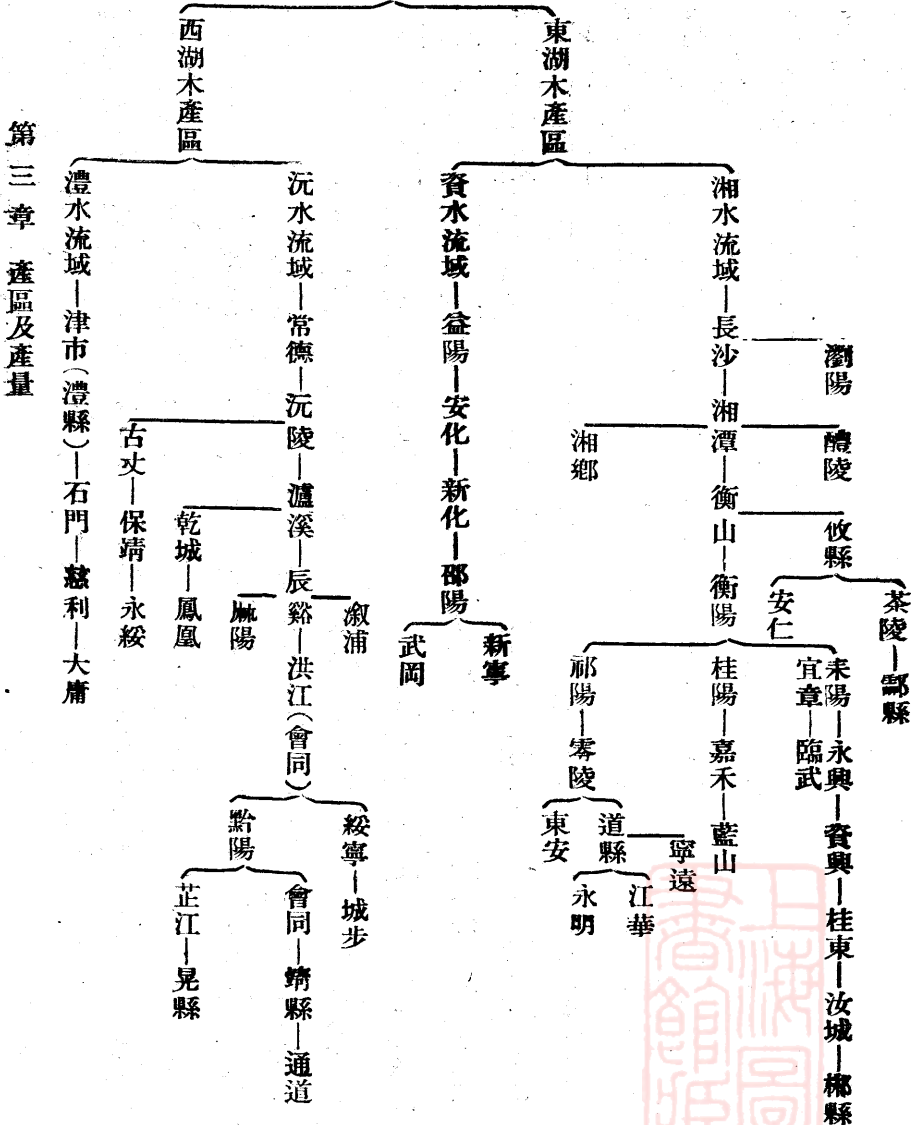 東湖木產區
湘水流域—長沙—湘潭—衡山—衡陽
瀏陽
醴陵
湘鄉
攸縣
茶陵—酃縣
安仁
耒陽—永興—資興—桂東—汝城—郴縣
宜章—臨武
桂陽—嘉禾—藍山
祁陽—零陵
道縣
寧遠
江華
永明
東安
資水流域—益陽—安化—新化—邵陽
新寧
武岡
西湖木產區
沅水流域—常德—沅陵—瀘溪—辰谿—洪江(會同)
漵浦
麻陽
乾城—鳳凰
古丈—保靖—永綏
綏寧—城步
黔陽
會同—靖縣—通道
芷江—晃縣
澧水流域—津市(澧縣)—石門—慈利—大庸
第三章 產區及產量
上海圖
書館